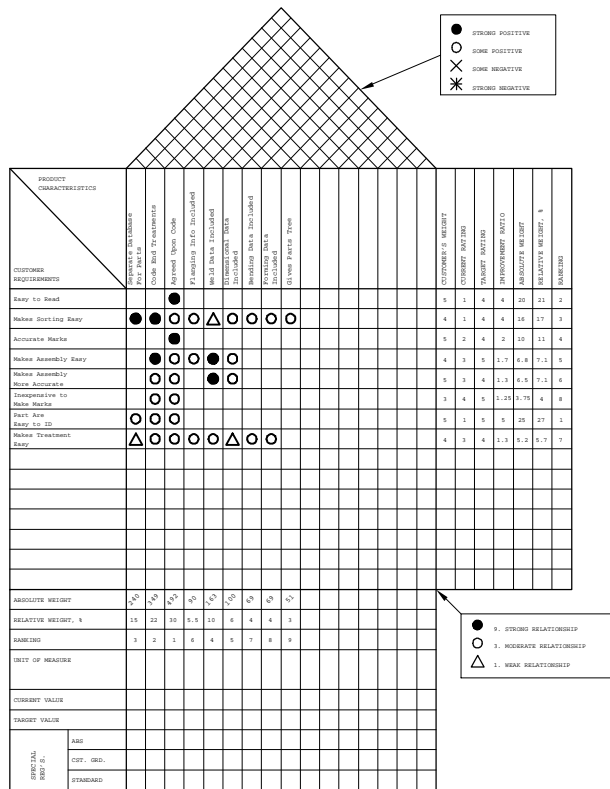 STRONG POSITIVE
SOME POSITIVE
SOME NEGATIVE
STRONG NEGATIVE
PRODUCT
CHARACTERISTICS
CUSTOMER
REQUIREMENTS
Separate Database
For Parts
Code End Treatments
Agreed Upon Code
Flanging Info Included
Weld Data Included
Dimensional Data
Included
Bending Data Included
Forming Data
Included
Gives Parts Tree
CUSTOMER'S WEIGHT
CURRENT RATING
TARGET RATING
IMPROVEMENT RATIO
ABSOLUTE WEIGHT
RELATIVE WEIGHT, %
RANKING
Easy to Read 5 1 4 4 20 21 2
Makes Sorting Easy 4 1 4 4 16 17 3
Accurate Marks 5 2 4 2 10 11 4
Makes Assembly Easy 4 3 5 1.7 6.8 7.1 5
Makes Assembly
More Accurate 5 3 4 1.3 6.5 7.1 6
Inexpensive to
Make Marks 3 4 5 1.25 3.75 4 8
Part Are
Easy to ID 5 1 5 5 25 27 1
Makes Treatment
Easy 4 3 4 1.3 5.2 5.7 7
ABSOLUTE WEIGHT 240 349 492 90 163 100 69 69 51
RELATIVE WEIGHT, % 15 22 30 5.5 10 6 4 4 3
RANKING 3 2 1 6 4 5 7 8 9
UNIT OF MEASURE
CURRENT VALUE
TARGET VALUE
SPECIAL
REG'S.
ABS
CST. GRD.
STANDARD
9. STRONG RELATIONSHIP
3. MODERATE RELATIONSHIP
1. WEAK RELATIONSHIP